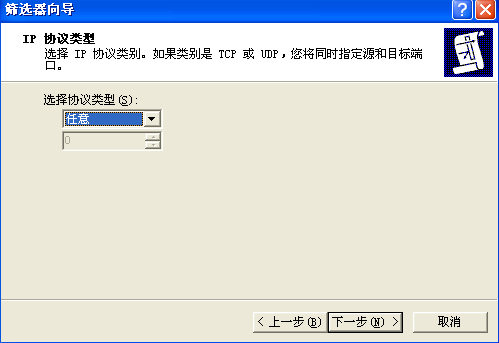 筛选器向导
IP 协议类型
选择 IP 协议类别。如果类别是 TCP 或 UDP，您将同时指定源和目标端
口。
选择协议类型(S):
任意
0
< 上一步(B) 下一步(N) > 取消